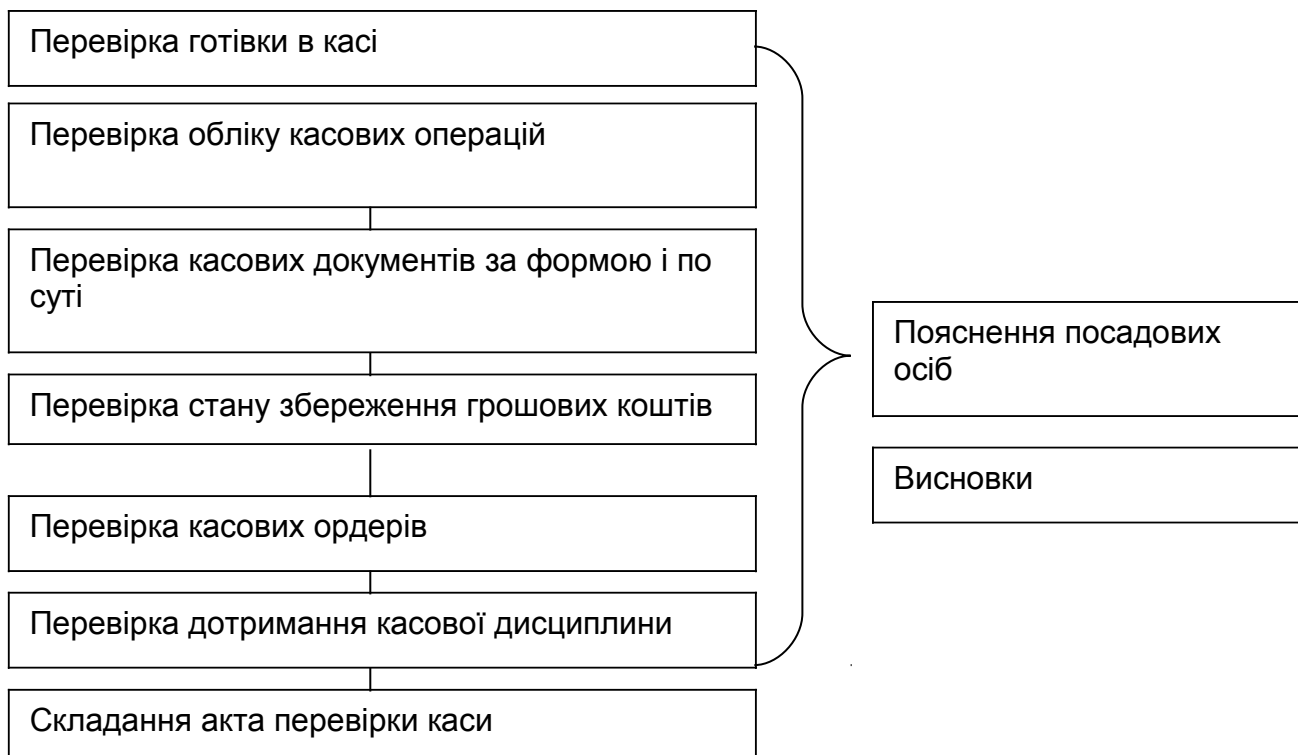 Перевірка готівки в касі
Перевірка обліку касових операцій
Перевірка касових документів за формою і по
суті
Перевірка стану збереження грошових коштів
Перевірка касових ордерів
Перевірка дотримання касової дисципліни
Складання акта перевірки каси
Пояснення посадових
осіб
Висновки